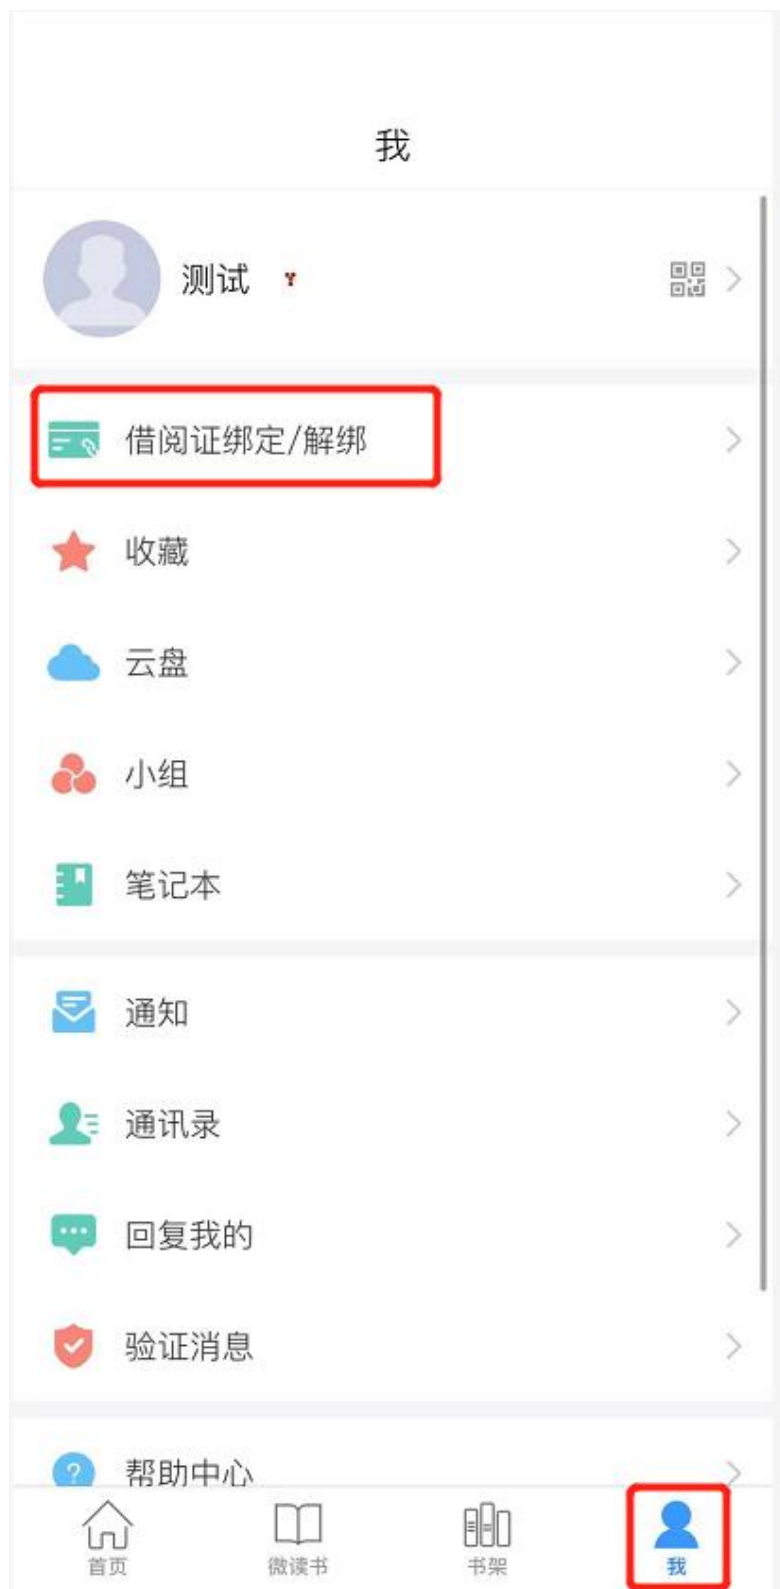 我
测试
借阅证绑定/解绑
收藏
云盘
小组
笔记本
通知
通讯录
回复我的
验证消息
帮助中心
首页
微读书
书架
我